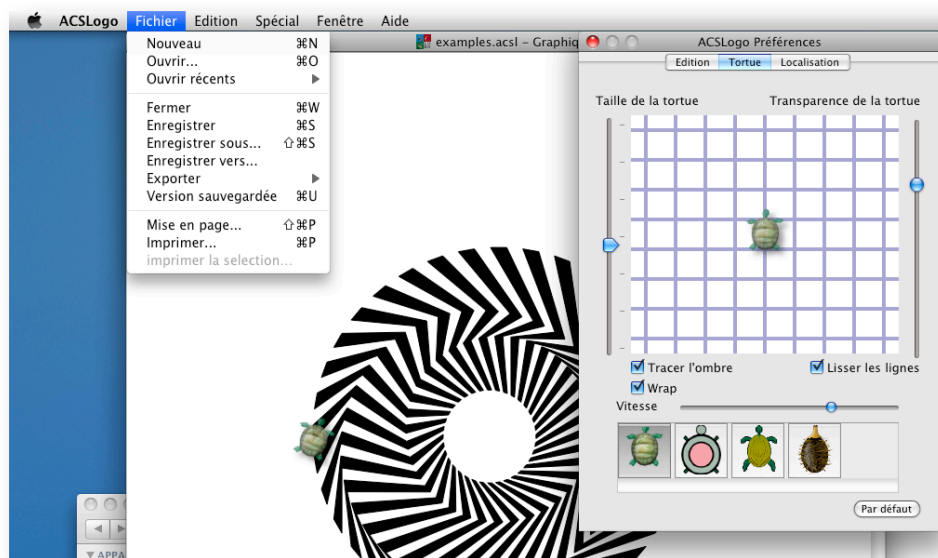 ACSLogo Fichier Edition Spécial Fenêtre Aide
Nouveau ⌘N
Ouvrir... ⌘O
Ouvrir récents ▶
Fermer ⌘W
Enregistrer ⌘S
Enregistrer sous... ⇧⌘S
Enregistrer vers...
Exporter ▶
Version sauvegardée ⌘U
Mise en page... ⇧⌘P
Imprimer... ⌘P
imprimer la selection...
examples.acsl – Graphiq
ACSLogo Préférences
Edition Tortue Localisation
Taille de la tortue Transparence de la tortue
Tracer l'ombre Lisser les lignes
Wrap
Vitesse
Par défaut
▼ APPA